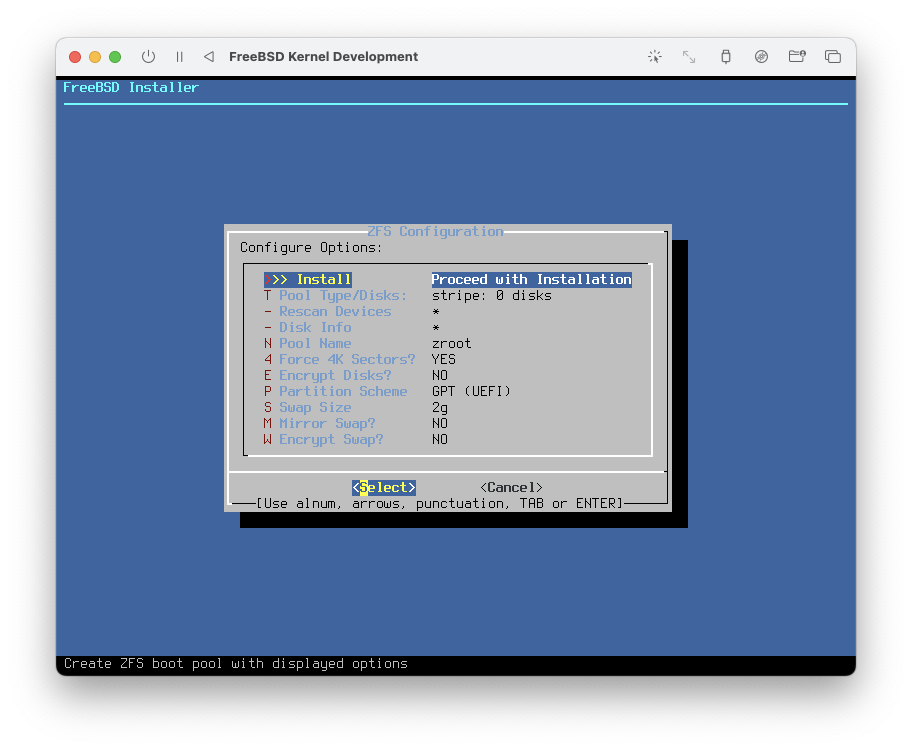 FreeBSD Kernel Development
FreeBSD Installer
ZFS Configuration
Configure Options:
>>> Install Proceed with Installation
T Pool Type/Disks: stripe: 0 disks
- Rescan Devices *
- Disk Info *
N Pool Name zroot
4 Force 4K Sectors? YES
E Encrypt Disks? NO
P Partition Scheme GPT (UEFI)
S Swap Size 2g
M Mirror Swap? NO
W Encrypt Swap? NO
<Select> <Cancel>
[Use alnum, arrows, punctuation, TAB or ENTER]
Create ZFS boot pool with displayed options